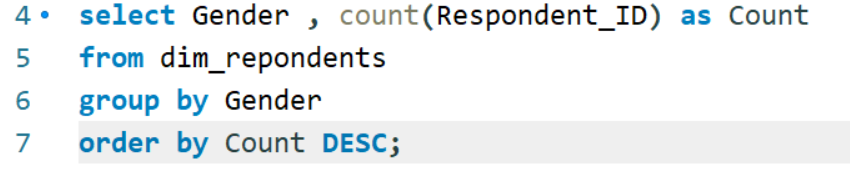 4 select Gender , count(Respondent_ID) as Count
5 from dim_repondents
6 group by Gender
7 order by Count DESC;